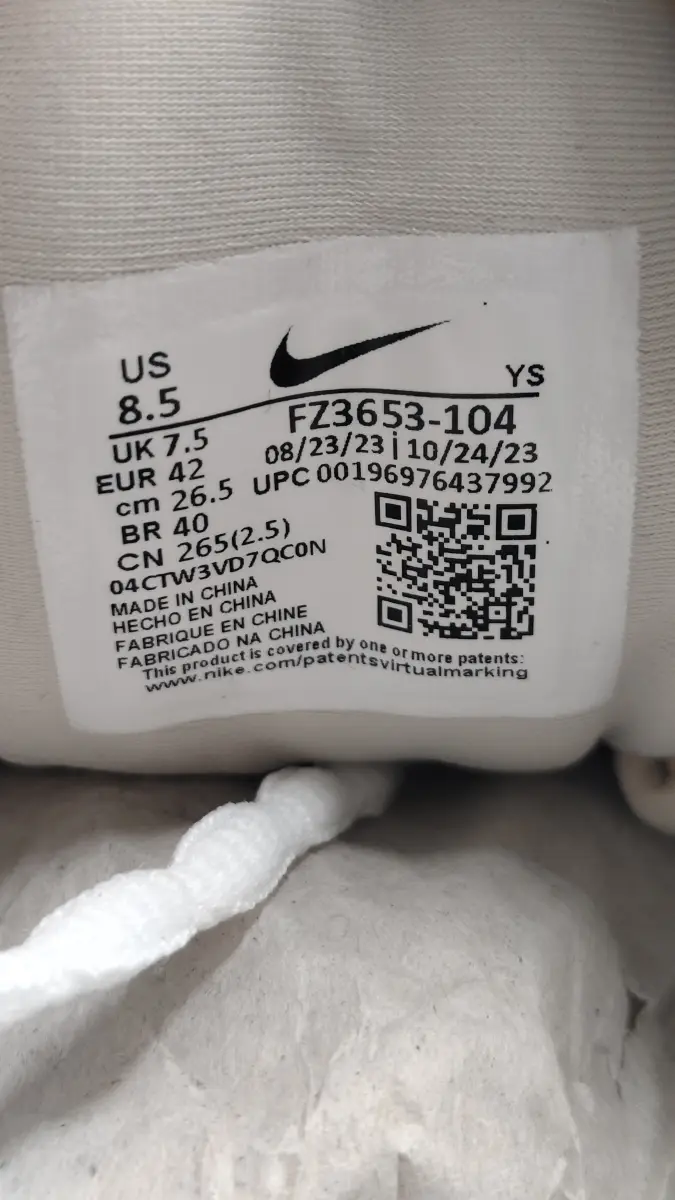 US
8.5
YS
FZ3653-104
08/23/23 | 10/24/23
UPC 00196976437992
UK 7.5
EUR 42
cm 26.5
BR 40
CN 265(2.5)
04CTW3VD7QC0N
MADE IN CHINA
HECHO EN CHINA
FABRIQUE EN CHINE
FABRICADO NA CHINA
This product is covered by one or more patents:
www.nike.com/patentsvirtualmarking